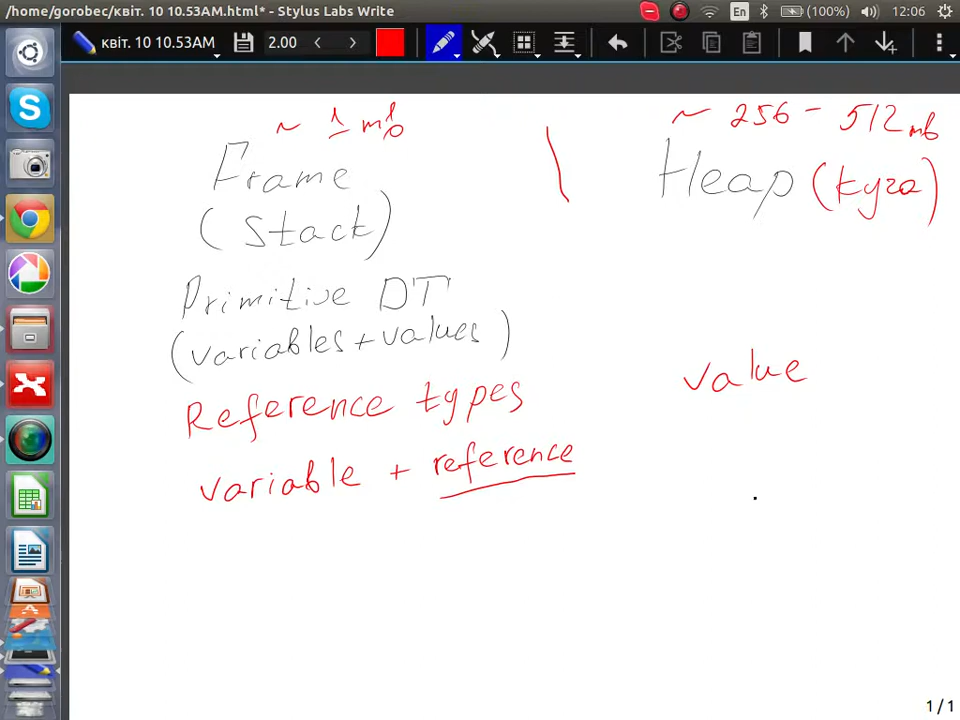 /home/gorobec/квіт. 10 10.53AM.html* - Stylus Labs Write
En
(100%)
12:06
квіт. 10 10.53AM
2.00
~ 1 mb
~ 256 - 512 mb
Frame
Heap (куча)
(Stack)
Primitive DT
(variables + values)
value
Reference types
variable + reference
1 / 1